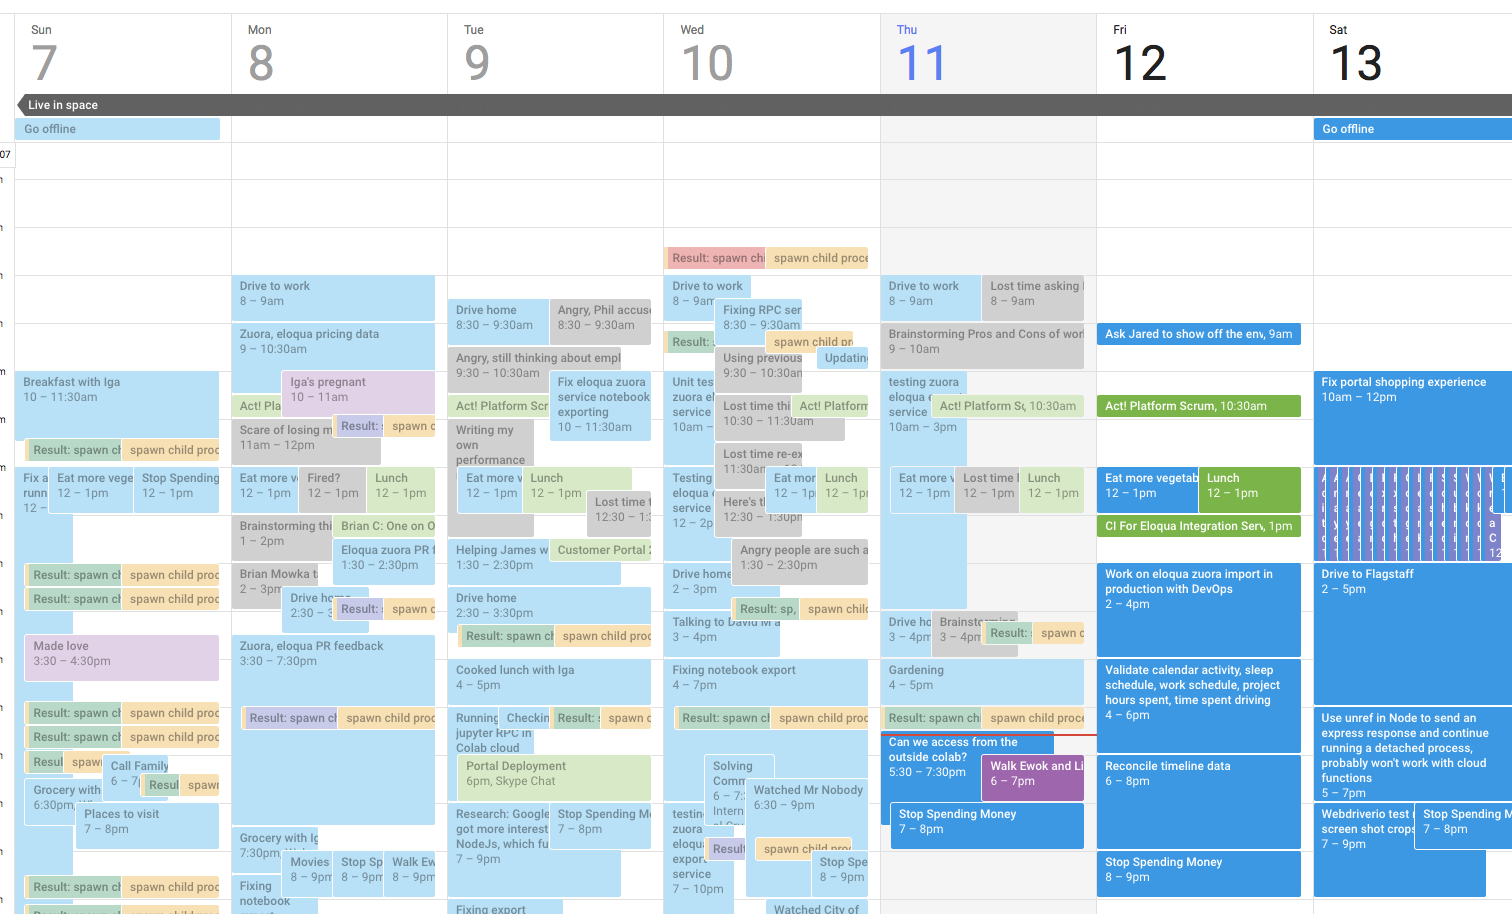 Sun
7
Mon
8
Tue
9
Wed
10
Thu
11
Fri
12
Sat
13
Live in space
Go offline
Go offline
07
Breakfast with Iga
10 – 11:30am
Result: spawn ch
spawn child proc
Fix a
runn
12 –
Eat more vege
12 – 1pm
Stop Spending
12 – 1pm
Result: spawn ch
spawn child proc
Result: spawn ch
spawn child proc
Made love
3:30 – 4:30pm
Result: spawn ch
spawn child proc
Result: spawn ch
spawn child proc
Resul
spaw
Call Family
6 – 7
Resul
spawn
Grocery with
6:30pm,
Places to visit
7 – 8pm
Result: spawn ch
spawn child proc
Drive to work
8 – 9am
Zuora, eloqua pricing data
9 – 10:30am
Iga's pregnant
10 – 11am
Act! Pla
Scare of losing m
11am – 12pm
Result:
spawn c
Eat more v
12 – 1pm
Fired?
12 – 1pm
Lunch
12 – 1pm
Brainstorming thi
1 – 2pm
Brian C: One on O
Eloqua zuora PR f
1:30 – 2:30pm
Brian Mowka t
2 – 3pm
Drive ho
2:30 – 3
Result:
spawn c
Zuora, eloqua PR feedback
3:30 – 7:30pm
Result: spawn ch
spawn child proc
Grocery with Ig
7:30pm,
Movies
8 – 9pm
Stop Sp
8 – 9pm
Walk Ew
8 – 9pm
Fixing
notebook
Drive home
8:30 – 9:30am
Angry, Phil accuse
8:30 – 9:30am
Angry, still thinking about empl
9:30 – 10:30am
Fix eloqua zuora
service notebook
exporting
10 – 11:30am
Act! Platform Scr
Writing my
own
performance
Eat more v
12 – 1pm
Lunch
12 – 1pm
Lost time t
12:30 – 1:3
Helping James w
1:30 – 2:30pm
Customer Portal 2
Drive home
2:30 – 3:30pm
Result: spawn ch
spawn child proc
Cooked lunch with Iga
4 – 5pm
Running
jupyter RPC in
Colab cloud
Checkin
Result: s
spawn c
Portal Deployment
6pm, Skype Chat
Research: Google
got more interest
NodeJs, which fu
7 – 9pm
Stop Spending M
7 – 8pm
Fixing export
Result: spawn chi
spawn child proce
Drive to work
8 – 9am
Fixing RPC ser
8:30 – 9:30am
Result: s
spawn child pr
Using previous
9:30 – 10:30am
Updatin
Unit tes
zuora el
service
10am –
Lost time thi
10:30 – 11:30am
Act! Platform
Lost time re-ex
11:30am
Testing
eloqua
service
12 – 2p
Eat mor
12 – 1p
Lunch
12 – 1p
Here's t
12:30 – 1:30pm
Angry people are such a
1:30 – 2:30pm
Drive home
2 – 3pm
Result: sp,
spawn child
Talking to David M a
3 – 4pm
Fixing notebook export
4 – 7pm
Result: spawn ch
spawn child proc
Solving
Comm
6 – 7:
Intern
Watched Mr Nobody
6:30 – 9pm
testing
zuora
eloqua
export
service
7 – 10pm
Result
spawn child proc
Stop Spe
8 – 9pm
Watched City of
Drive to work
8 – 9am
Lost time asking
8 – 9am
Brainstorming Pros and Cons of wor
9 – 10am
testing zuora
eloqua e
service
10am – 3pm
Act! Platform Sc, 10:30am
Eat more v
12 – 1pm
Lost time
12 – 1pm
Lunch
12 – 1pm
Drive ho
3 – 4pm
Brainstorming
3 – 4pm
Result:
spawn c
Gardening
4 – 5pm
Result: spawn ch
spawn child proce
Can we access from the
outside colab?
5:30 – 7:30pm
Walk Ewok and Li
6 – 7pm
Stop Spending Money
7 – 8pm
Ask Jared to show off the env, 9am
Act! Platform Scrum, 10:30am
Eat more vegetab
12 – 1pm
Lunch
12 – 1pm
CI For Eloqua Integration Serv, 1pm
Work on eloqua zuora import in
production with DevOps
2 – 4pm
Validate calendar activity, sleep
schedule, work schedule, project
hours spent, time spent driving
4 – 6pm
Reconcile timeline data
6 – 8pm
Stop Spending Money
8 – 9pm
Fix portal shopping experience
10am – 12pm
Drive to Flagstaff
2 – 5pm
Use unref in Node to send an
express response and continue
running a detached process,
probably won't work with cloud
functions
5 – 7pm
Webdriverio test
screen shot crops
7 – 9pm
Stop Spending M
7 – 8pm